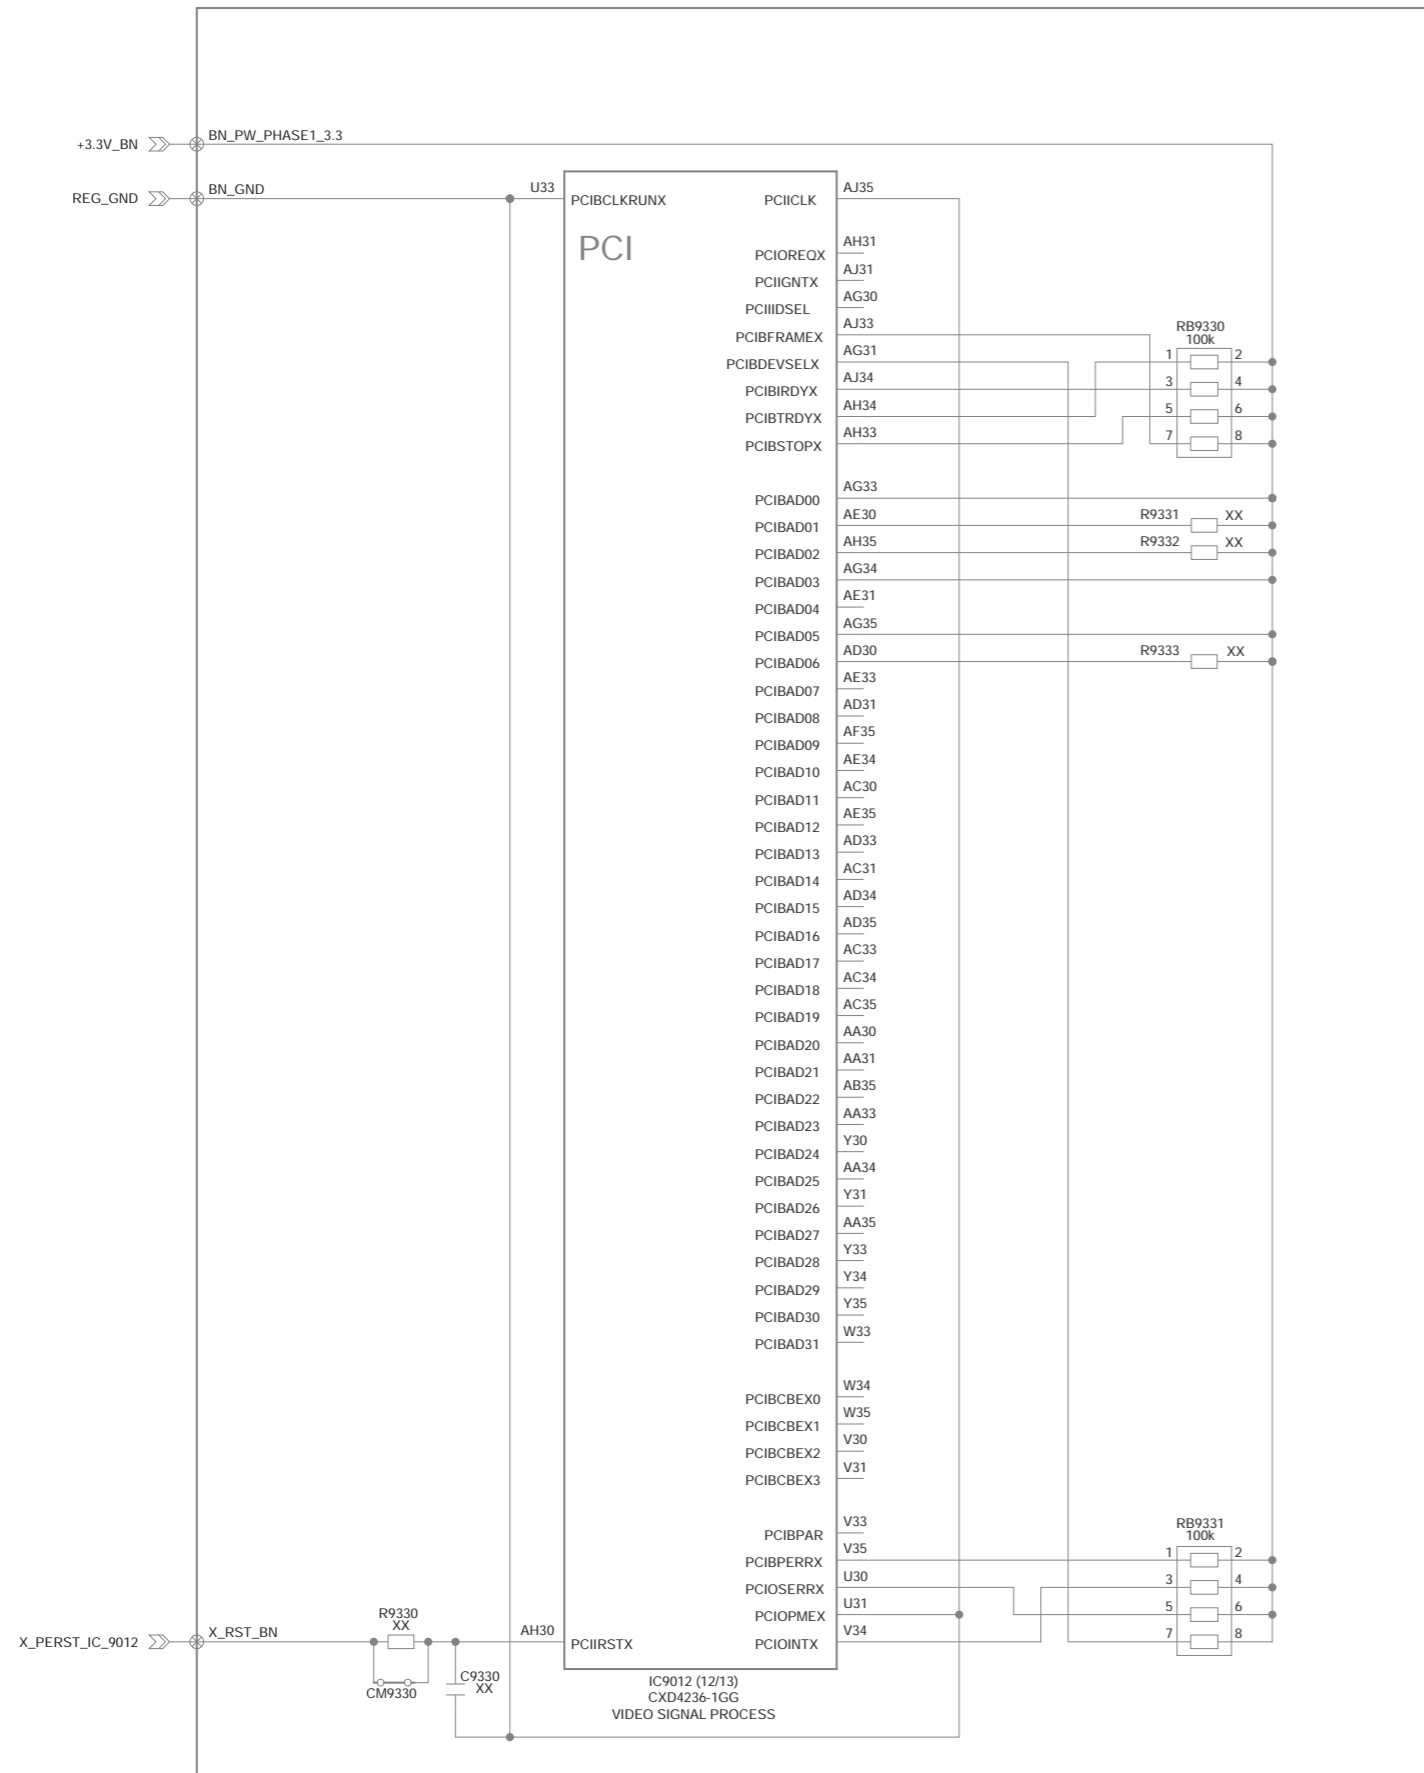 +3.3V_BN
BN_PW_PHASE1_3.3
REG_GND
BN_GND
U33
PCIBCLKRUNX
PCIICLK
AJ35
PCI
PCIOREQX
AH31
PCIIGNTX
AJ31
PCIIIDSEL
AG30
PCIBFRAMEX
AJ33
PCIBDEVSELX
AG31
PCIBIRDYX
AJ34
PCIBTRDYX
AH34
PCIBSTOPX
AH33
RB9330
100k
1 2
3 4
5 6
7 8
PCIBAD00
AG33
PCIBAD01
AE30
R9331 XX
PCIBAD02
AH35
R9332 XX
PCIBAD03
AG34
PCIBAD04
AE31
PCIBAD05
AG35
PCIBAD06
AD30
R9333 XX
PCIBAD07
AE33
PCIBAD08
AD31
PCIBAD09
AF35
PCIBAD10
AE34
PCIBAD11
AC30
PCIBAD12
AE35
PCIBAD13
AD33
PCIBAD14
AC31
PCIBAD15
AD34
PCIBAD16
AD35
PCIBAD17
AC33
PCIBAD18
AC34
PCIBAD19
AC35
PCIBAD20
AA30
PCIBAD21
AA31
PCIBAD22
AB35
PCIBAD23
AA33
PCIBAD24
Y30
PCIBAD25
AA34
PCIBAD26
Y31
PCIBAD27
AA35
PCIBAD28
Y33
PCIBAD29
Y34
PCIBAD30
Y35
PCIBAD31
W33
PCIBCBEX0
W34
PCIBCBEX1
W35
PCIBCBEX2
V30
PCIBCBEX3
V31
PCIBPAR
V33
PCIBPERRX
V35
PCIOSERRX
U30
PCIOPMEX
U31
PCIOINTX
V34
RB9331
100k
1 2
3 4
5 6
7 8
X_PERST_IC_9012
X_RST_BN
R9330
XX
CM9330
C9330
XX
AH30
PCIIRSTX
IC9012 (12/13)
CXD4236-1GG
VIDEO SIGNAL PROCESS